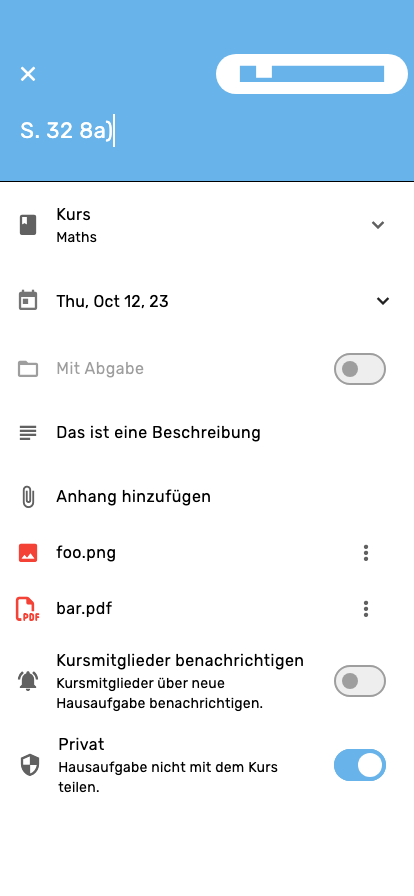 S. 32 8a)
Kurs
Maths
Thu, Oct 12, 23
Mit Abgabe
Das ist eine Beschreibung
Anhang hinzufügen
foo.png
PDF
bar.pdf
Kursmitglieder benachrichtigen
Kursmitglieder über neue
Hausaufgabe benachrichtigen.
Privat
Hausaufgabe nicht mit dem Kurs
teilen.